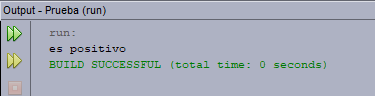 Output - Prueba (run)
run:
es positivo
BUILD SUCCESSFUL (total time: 0 seconds)